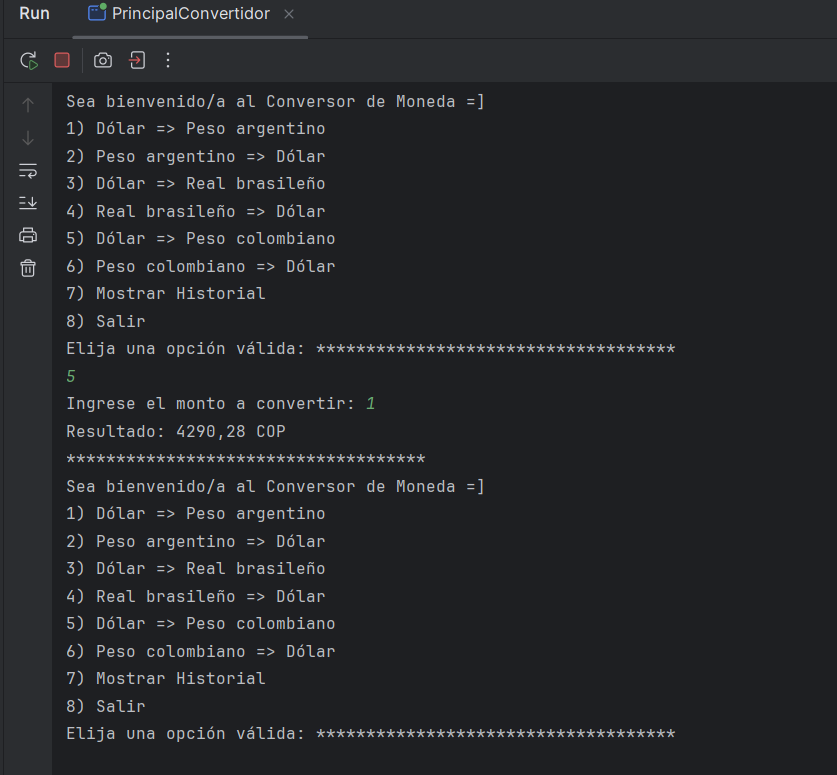 Run PrincipalConvertidor
Sea bienvenido/a al Conversor de Moneda =]
1) Dólar => Peso argentino
2) Peso argentino => Dólar
3) Dólar => Real brasileño
4) Real brasileño => Dólar
5) Dólar => Peso colombiano
6) Peso colombiano => Dólar
7) Mostrar Historial
8) Salir
Elija una opción válida: ************************************
5
Ingrese el monto a convertir: 1
Resultado: 4290,28 COP
************************************
Sea bienvenido/a al Conversor de Moneda =]
1) Dólar => Peso argentino
2) Peso argentino => Dólar
3) Dólar => Real brasileño
4) Real brasileño => Dólar
5) Dólar => Peso colombiano
6) Peso colombiano => Dólar
7) Mostrar Historial
8) Salir
Elija una opción válida: ************************************